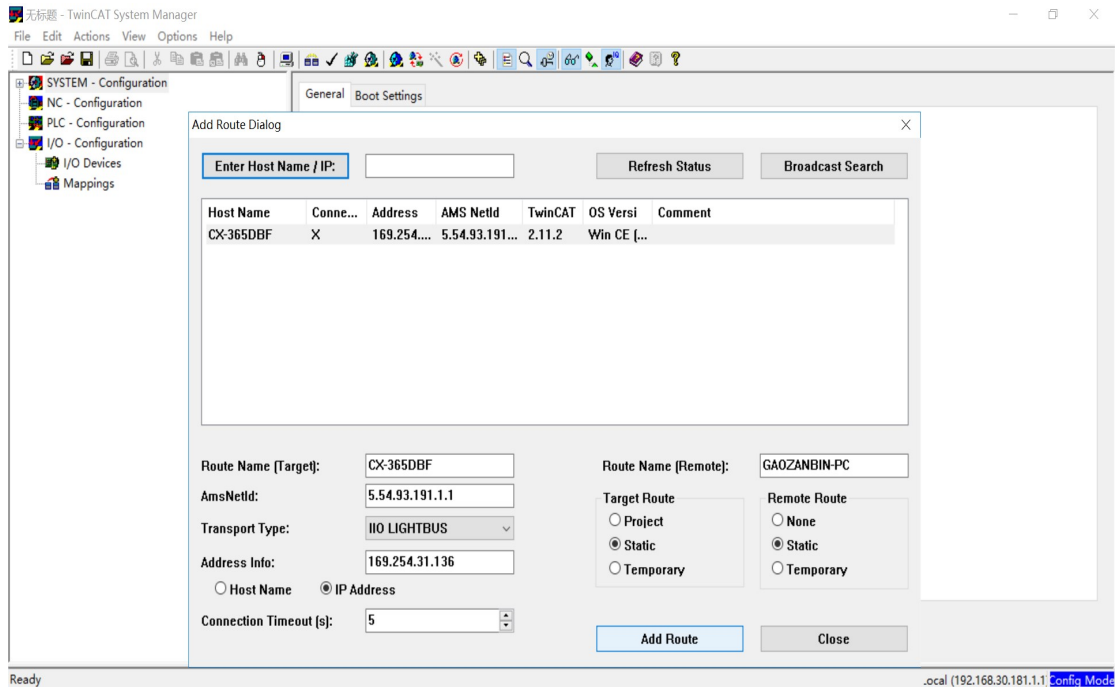 无标题 - TwinCAT System Manager
File Edit Actions View Options Help
SYSTEM - Configuration
NC - Configuration
PLC - Configuration
I/O - Configuration
I/O Devices
Mappings
General Boot Settings
Add Route Dialog
Enter Host Name / IP: Refresh Status Broadcast Search
Host Name Conne... Address AMS NetId TwinCAT OS Versi Comment
CX-365DBF X 169.254.... 5.54.93.191... 2.11.2 Win CE (...
Route Name (Target): CX-365DBF Route Name (Remote): GAOZANBIN-PC
AmsNetId: 5.54.93.191.1.1 Target Route Remote Route
Transport Type: IIO LIGHTBUS Project None
Static Static
Address Info: 169.254.31.136 Temporary Temporary
Host Name IP Address
Connection Timeout (s): 5
Add Route Close
Ready .ocal (192.168.30.181.1.1) Config Mode